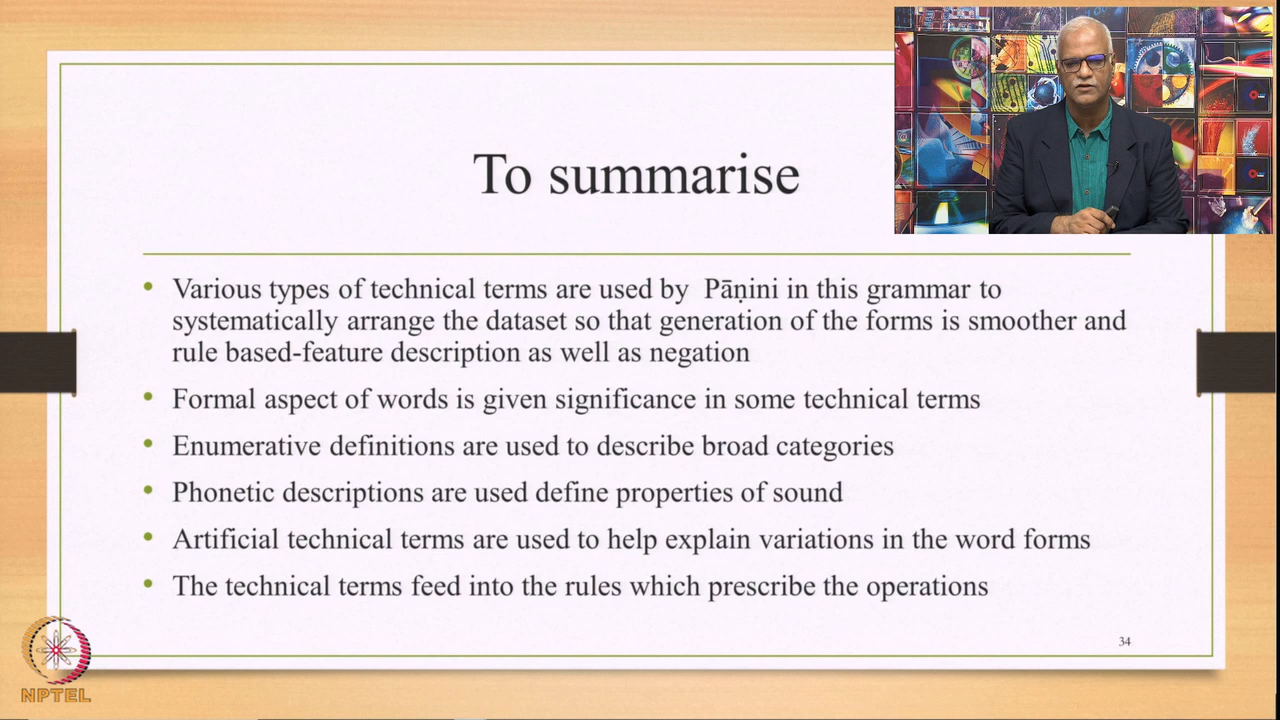 To summarise
• Various types of technical terms are used by Pāṇini in this grammar to
systematically arrange the dataset so that generation of the forms is smoother and
rule based-feature description as well as negation
• Formal aspect of words is given significance in some technical terms
• Enumerative definitions are used to describe broad categories
• Phonetic descriptions are used define properties of sound
• Artificial technical terms are used to help explain variations in the word forms
• The technical terms feed into the rules which prescribe the operations
34
NPTEL